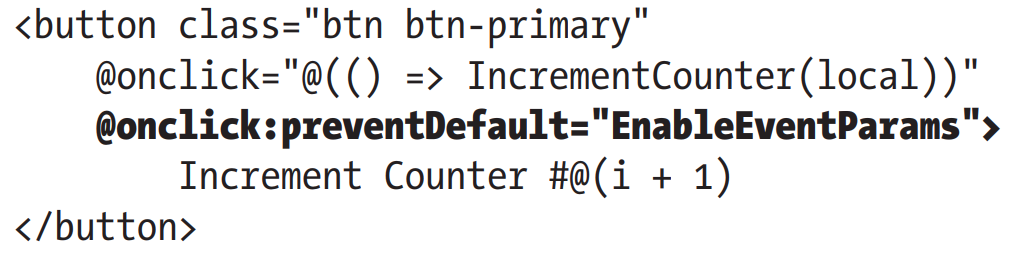 <button class="btn btn-primary"
    @onclick="@(() => IncrementCounter(local))"
    @onclick:preventDefault="EnableEventParams">
        Increment Counter #@(i + 1)
</button>